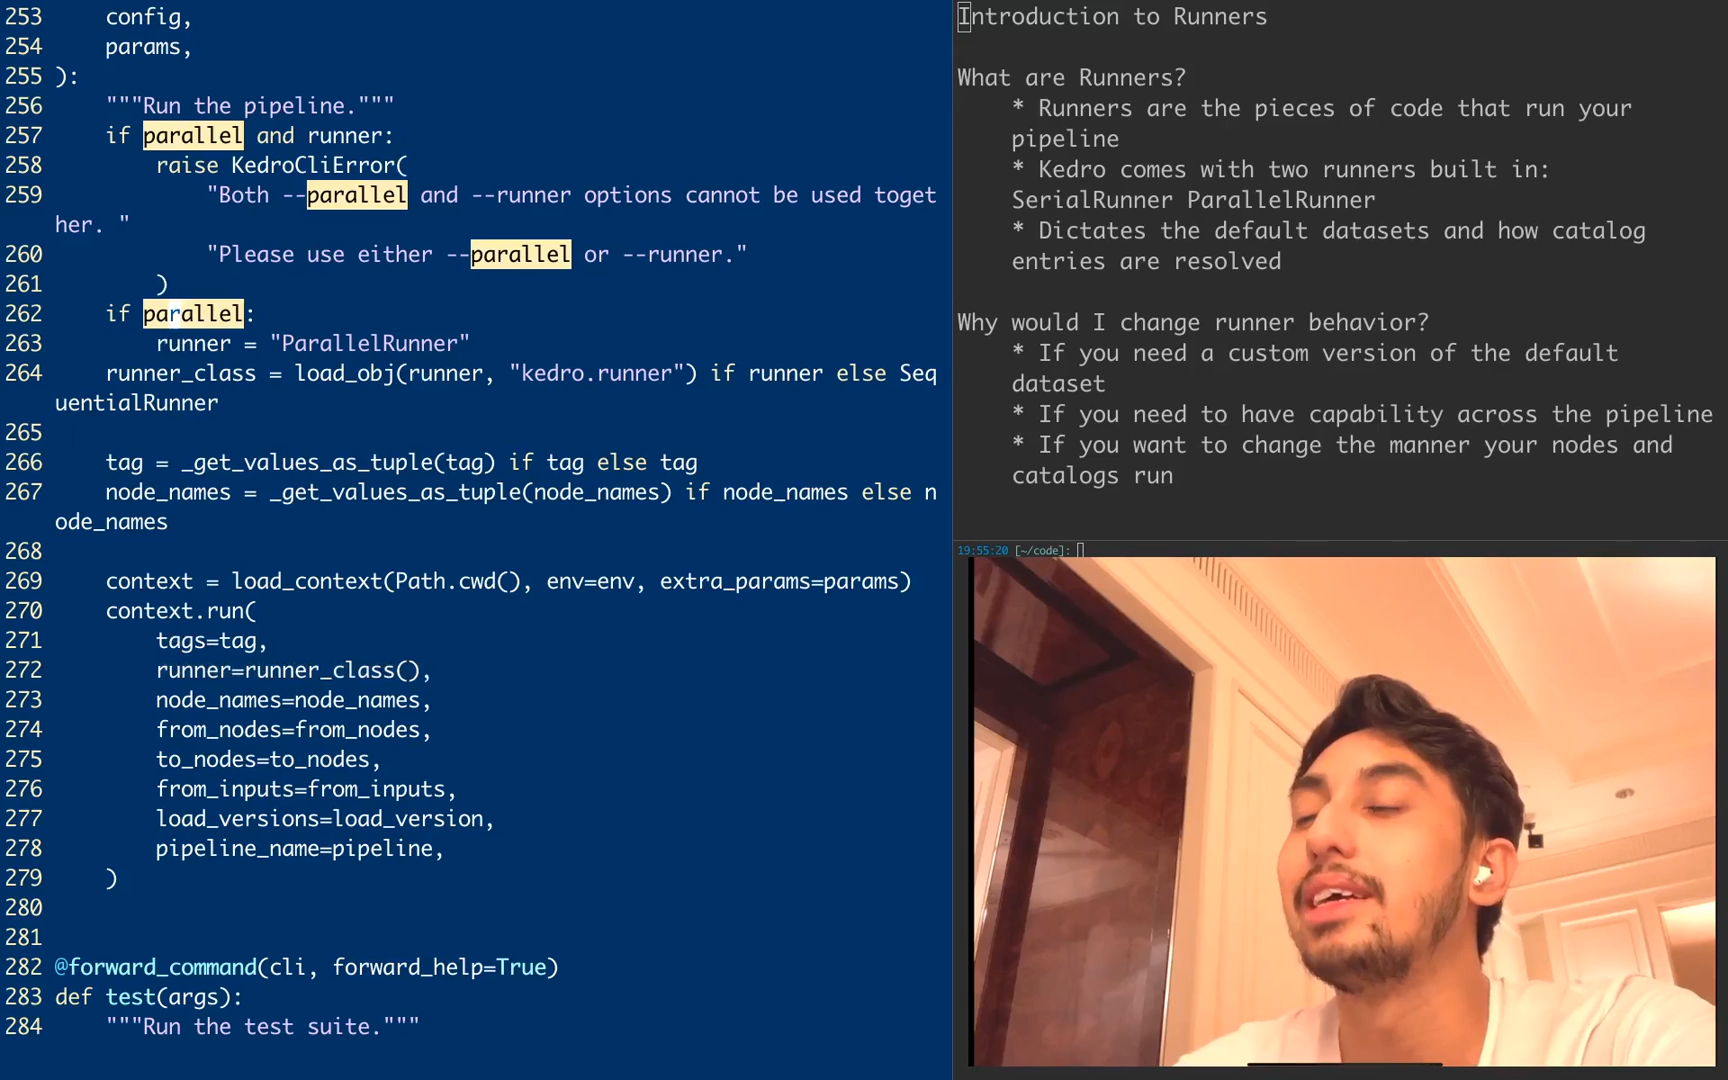 253 config,
254 params,
255 ):
256 """Run the pipeline."""
257 if parallel and runner:
258 raise KedroCliError(
259 "Both --parallel and --runner options cannot be used toget
her. "
260 "Please use either --parallel or --runner."
261 )
262 if parallel:
263 runner = "ParallelRunner"
264 runner_class = load_obj(runner, "kedro.runner") if runner else Seq
uentialRunner
265
266 tag = _get_values_as_tuple(tag) if tag else tag
267 node_names = _get_values_as_tuple(node_names) if node_names else n
ode_names
268
269 context = load_context(Path.cwd(), env=env, extra_params=params)
270 context.run(
271 tags=tag,
272 runner=runner_class(),
273 node_names=node_names,
274 from_nodes=from_nodes,
275 to_nodes=to_nodes,
276 from_inputs=from_inputs,
277 load_versions=load_version,
278 pipeline_name=pipeline,
279 )
280
281
282 @forward_command(cli, forward_help=True)
283 def test(args):
284 """Run the test suite."""
Introduction to Runners
What are Runners?
* Runners are the pieces of code that run your
pipeline
* Kedro comes with two runners built in:
SerialRunner ParallelRunner
* Dictates the default datasets and how catalog
entries are resolved
Why would I change runner behavior?
* If you need a custom version of the default
dataset
* If you need to have capability across the pipeline
* If you want to change the manner your nodes and
catalogs run
19:55:20 [~/code]: